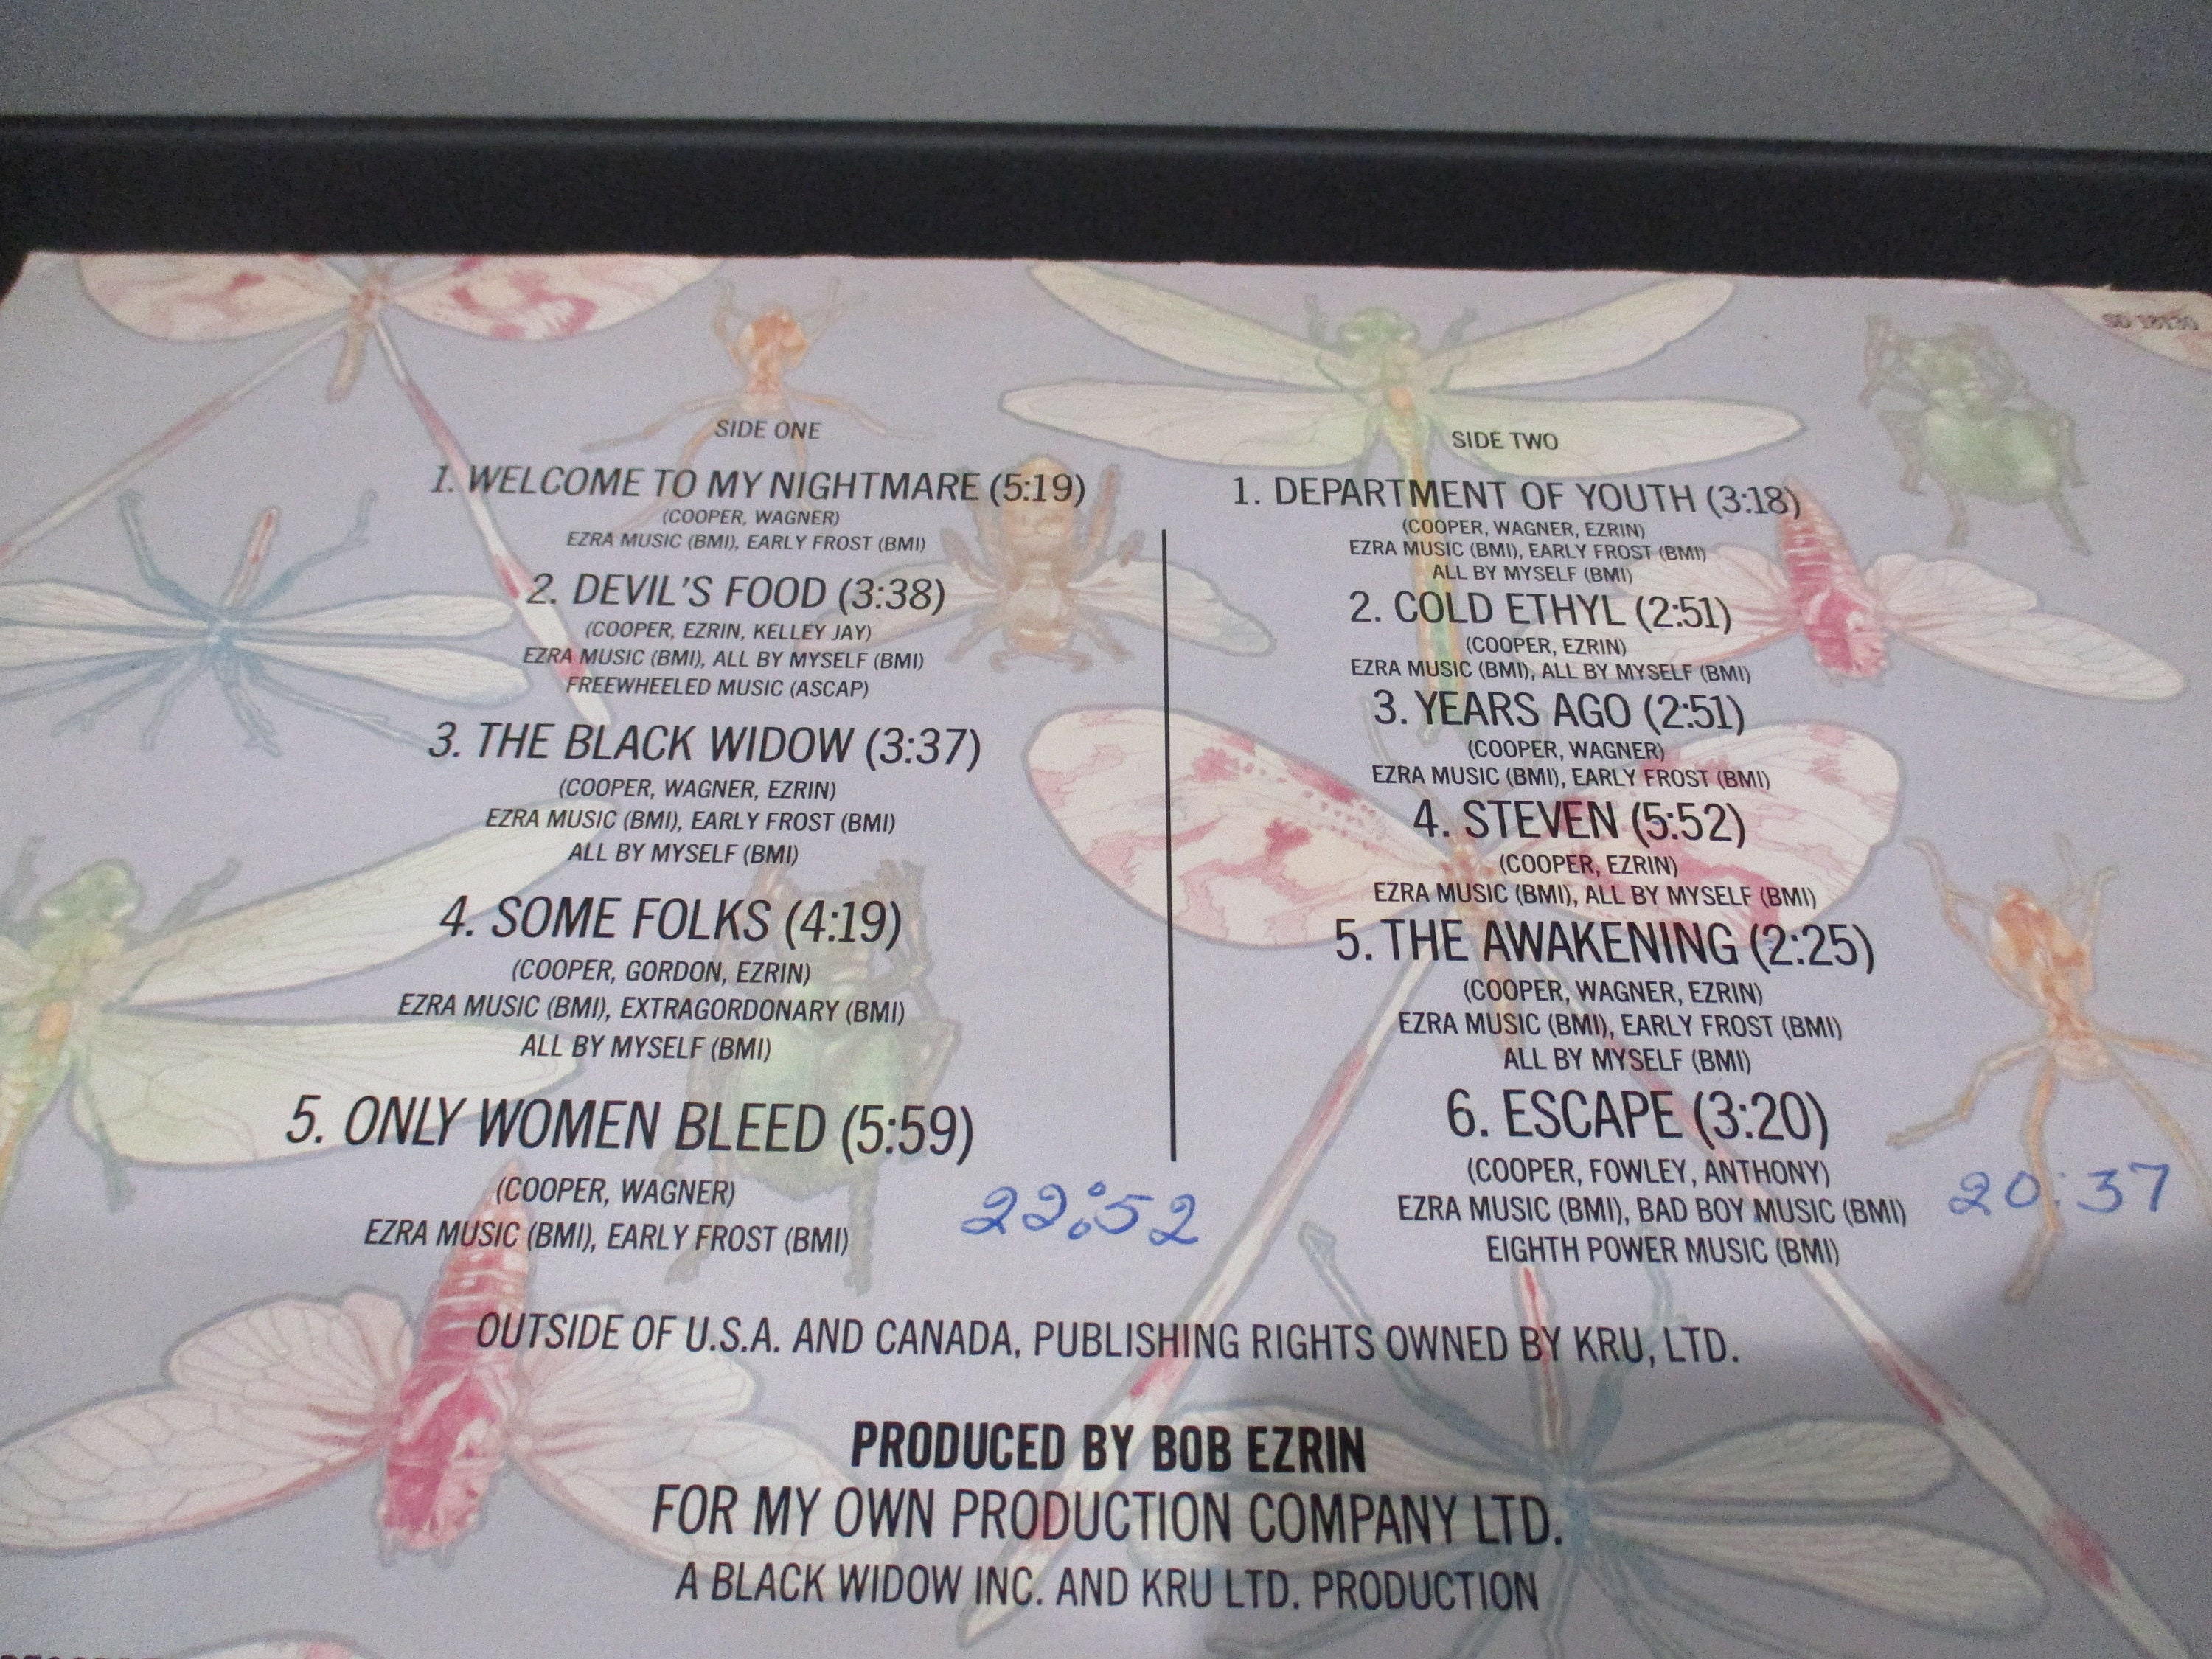 SIDE ONE
1. WELCOME TO MY NIGHTMARE (5:19)
(COOPER, WAGNER)
EZRA MUSIC (BMI), EARLY FROST (BMI)
2. DEVIL'S FOOD (3:38)
(COOPER, EZRIN, KELLEY JAY)
EZRA MUSIC (BMI), ALL BY MYSELF (BMI)
FREEWHEELED MUSIC (ASCAP)
3. THE BLACK WIDOW (3:37)
(COOPER, WAGNER, EZRIN)
EZRA MUSIC (BMI), EARLY FROST (BMI)
ALL BY MYSELF (BMI)
4. SOME FOLKS (4:19)
(COOPER, GORDON, EZRIN)
EZRA MUSIC (BMI), EXTRAGORDONARY (BMI)
ALL BY MYSELF (BMI)
5. ONLY WOMEN BLEED (5:59)
(COOPER, WAGNER)
EZRA MUSIC (BMI), EARLY FROST (BMI)
22:52
SIDE TWO
1. DEPARTMENT OF YOUTH (3:18)
(COOPER, WAGNER, EZRIN)
EZRA MUSIC (BMI), EARLY FROST (BMI)
ALL BY MYSELF (BMI)
2. COLD ETHYL (2:51)
(COOPER, EZRIN)
EZRA MUSIC (BMI), ALL BY MYSELF (BMI)
3. YEARS AGO (2:51)
(COOPER, WAGNER)
EZRA MUSIC (BMI), EARLY FROST (BMI)
4. STEVEN (5:52)
(COOPER, EZRIN)
EZRA MUSIC (BMI), ALL BY MYSELF (BMI)
5. THE AWAKENING (2:25)
(COOPER, WAGNER, EZRIN)
EZRA MUSIC (BMI), EARLY FROST (BMI)
ALL BY MYSELF (BMI)
6. ESCAPE (3:20)
(COOPER, FOWLEY, ANTHONY)
EZRA MUSIC (BMI), BAD BOY MUSIC (BMI)
EIGHTH POWER MUSIC (BMI)
20:37
OUTSIDE OF U.S.A. AND CANADA, PUBLISHING RIGHTS OWNED BY KRU, LTD.
PRODUCED BY BOB EZRIN
FOR MY OWN PRODUCTION COMPANY LTD.
A BLACK WIDOW INC. AND KRU LTD. PRODUCTION